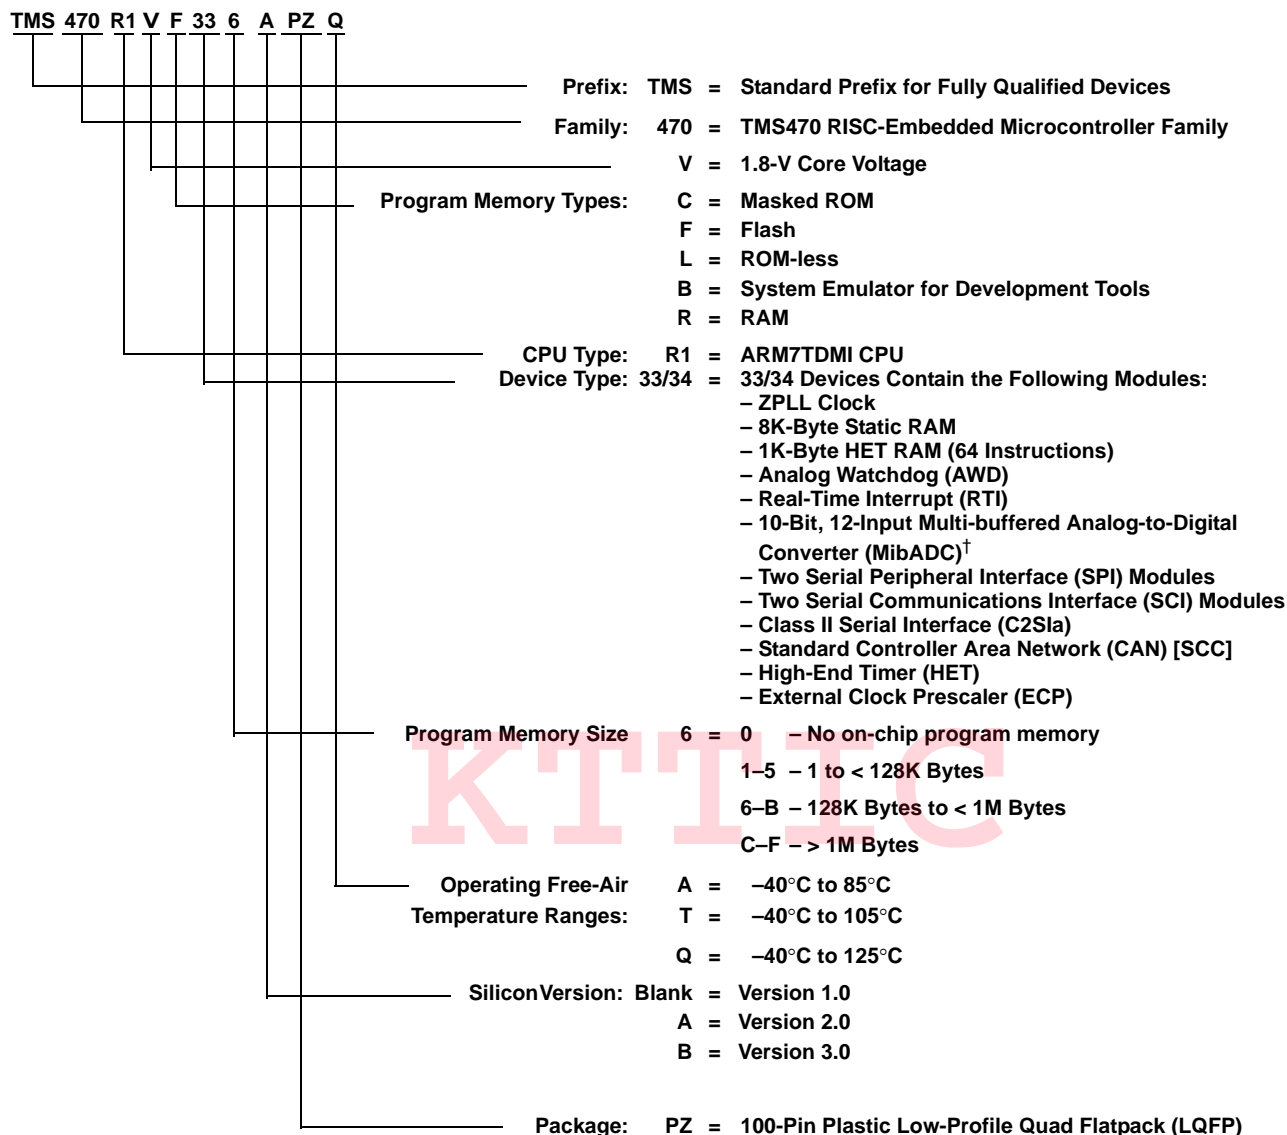 TMS 470 R1 V F 33 6 A PZ Q
Prefix: TMS = Standard Prefix for Fully Qualified Devices
Family: 470 = TMS470 RISC-Embedded Microcontroller Family
V = 1.8-V Core Voltage
Program Memory Types: C = Masked ROM
F = Flash
L = ROM-less
B = System Emulator for Development Tools
R = RAM
CPU Type: R1 = ARM7TDMI CPU
Device Type: 33/34 = 33/34 Devices Contain the Following Modules:
– ZPLL Clock
– 8K-Byte Static RAM
– 1K-Byte HET RAM (64 Instructions)
– Analog Watchdog (AWD)
– Real-Time Interrupt (RTI)
– 10-Bit, 12-Input Multi-buffered Analog-to-Digital
Converter (MibADC)†
– Two Serial Peripheral Interface (SPI) Modules
– Two Serial Communications Interface (SCI) Modules
– Class II Serial Interface (C2SIa)
– Standard Controller Area Network (CAN) [SCC]
– High-End Timer (HET)
– External Clock Prescaler (ECP)
Program Memory Size 6 = 0 – No on-chip program memory
1–5 – 1 to < 128K Bytes
KTTIC
6–B – 128K Bytes to < 1M Bytes
C–F – > 1M Bytes
Operating Free-Air A = –40°C to 85°C
Temperature Ranges: T = –40°C to 105°C
Q = –40°C to 125°C
SiliconVersion: Blank = Version 1.0
A = Version 2.0
B = Version 3.0
Package: PZ = 100-Pin Plastic Low-Profile Quad Flatpack (LQFP)